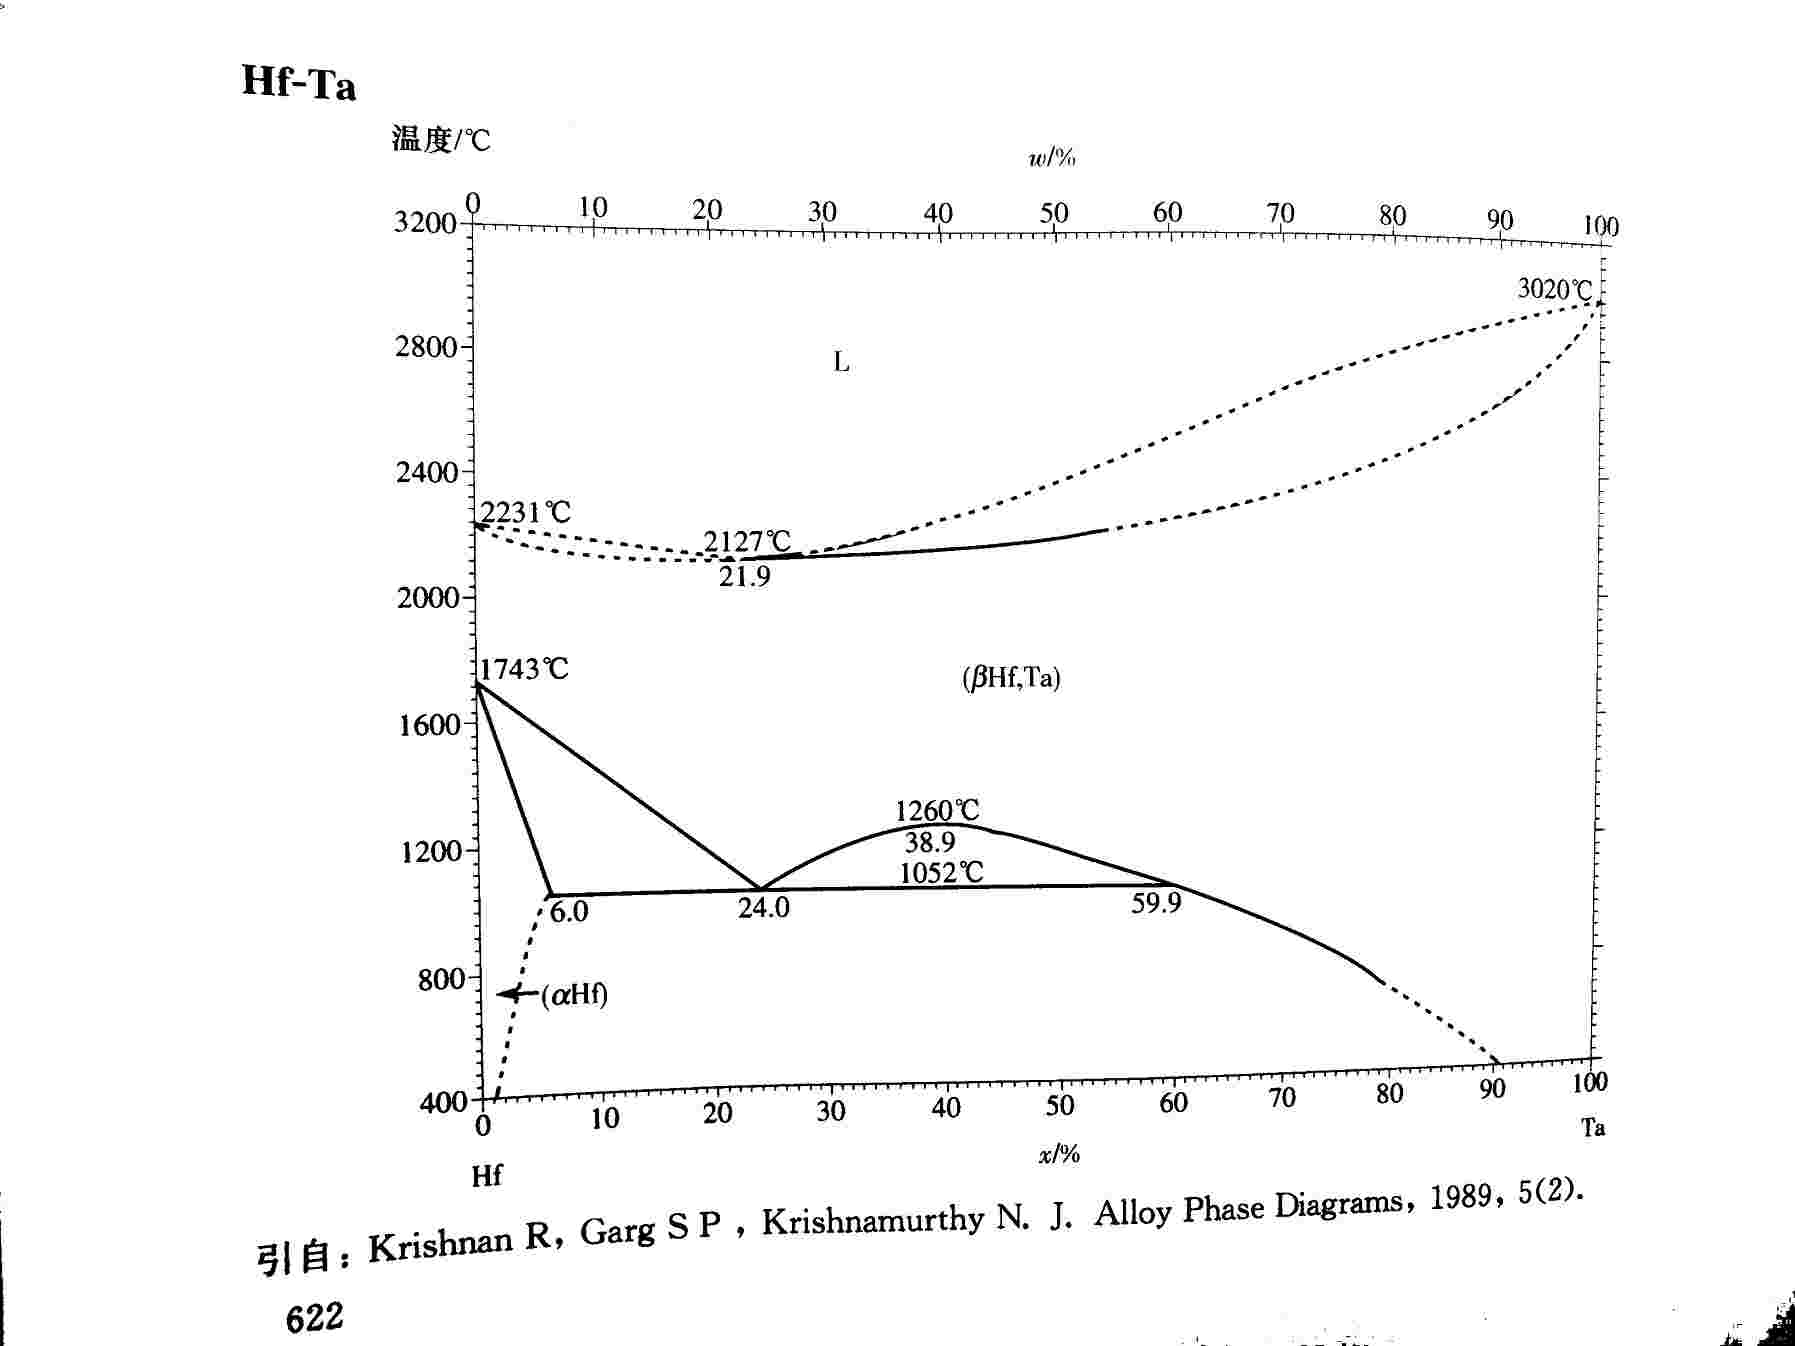 Hf-Ta
温度/℃
w/%
0 10 20 30 40 50 60 70 80 90 100
3200
3020℃
2800
L
2400
2231℃
2127℃
21.9
2000
1743℃
(βHf,Ta)
1600
1260℃
38.9
1200
1052℃
6.0 24.0 59.9
800
(αHf)
400
0 10 20 30 40 50 60 70 80 90 100
Hf
Ta
x/%
引自：Krishnan R, Garg S P, Krishnamurthy N. J. Alloy Phase Diagrams, 1989, 5(2).
622